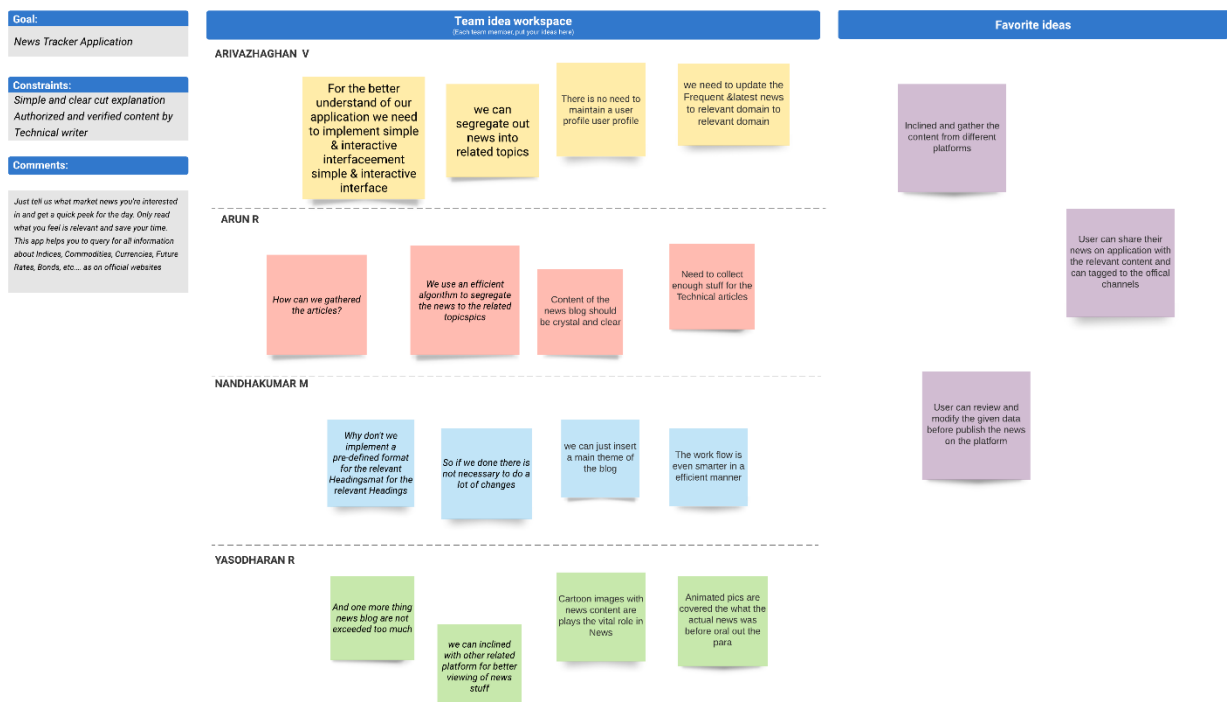 Goal:
News Tracker Application
Constraints:
Simple and clear cut explanation
Authorized and verified content by
Technical writer
Comments:
Just tell us what market news you're interested
in and get a quick peek for the day. Only read
what you feel is relevant and save your time.
This app helps you to query for all information
about Indices, Commodities, Currencies, Future
Rates, Bonds, etc.... as on official websites
Team idea workspace
(Each team member, put your ideas here)
ARIVAZHAGHAN V
For the better
understand of our
application we need
to implement simple
& interactive
interfaceement
simple & interactive
interface
we can
segregate out
news into
related topics
There is no need to
maintain a user
profile user profile
we need to update the
Frequent &latest news
to relevant domain to
relevant domain
ARUN R
How can we gathered
the articles?
We use an efficient
algorithm to segregate
the news to the related
topicspics
Content of the
news blog should
be crystal and clear
Need to collect
enough stuff for the
Technical articles
NANDHAKUMAR M
Why don't we
implement a
pre-defined format
for the relevant
Headingsmat for the
relevant Headings
So if we done there is
not necessary to do a
lot of changes
we can just insert
a main theme of
the blog
The work flow is
even smarter in a
efficient manner
YASODHARAN R
And one more thing
news blog are not
exceeded too much
we can inclined
with other related
platform for better
viewing of news
stuff
Cartoon images with
news content are
plays the vital role in
News
Animated pics are
covered the what the
actual news was
before oral out the
para
Favorite ideas
Inclined and gather the
content from different
platforms
User can share their
news on application with
the relevant content and
can tagged to the offical
channels
User can review and
modify the given data
before publish the news
on the platform